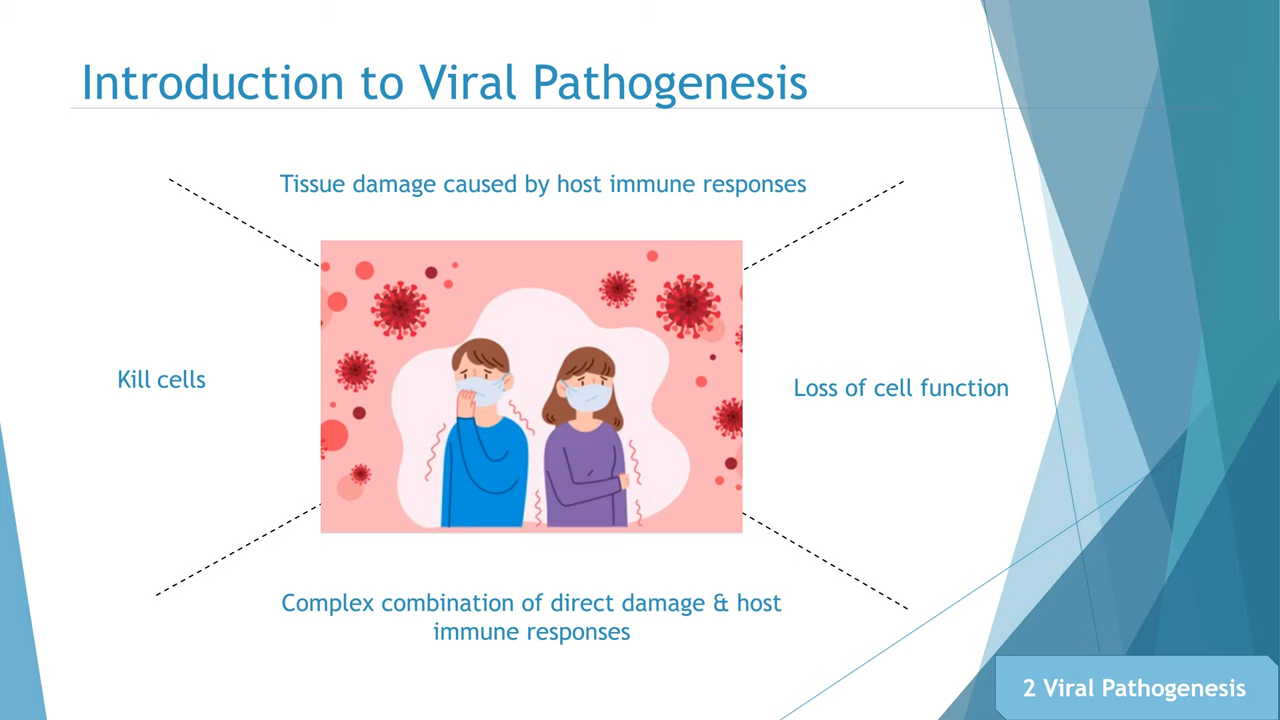 Introduction to Viral Pathogenesis
Tissue damage caused by host immune responses
Kill cells
Loss of cell function
Complex combination of direct damage & host
immune responses
2 Viral Pathogenesis